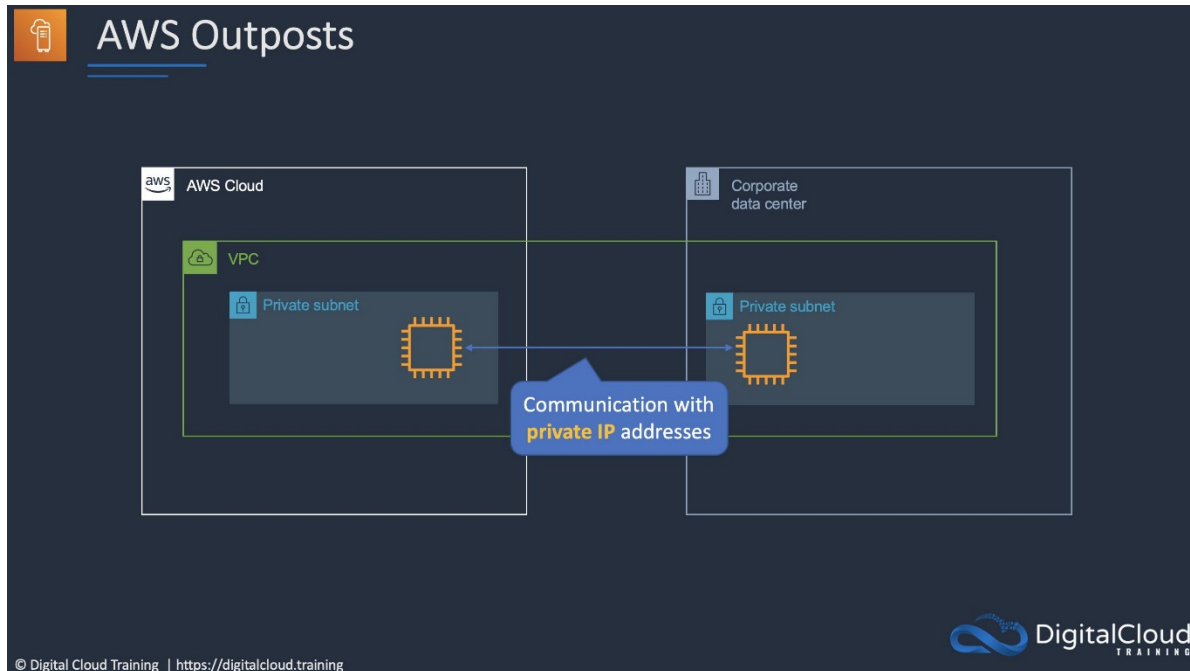 AWS Outposts
aws
AWS Cloud
Corporate
data center
VPC
Private subnet
Private subnet
Communication with
private IP addresses
DigitalCloud
TRAINING
© Digital Cloud Training | https://digitalcloud.training